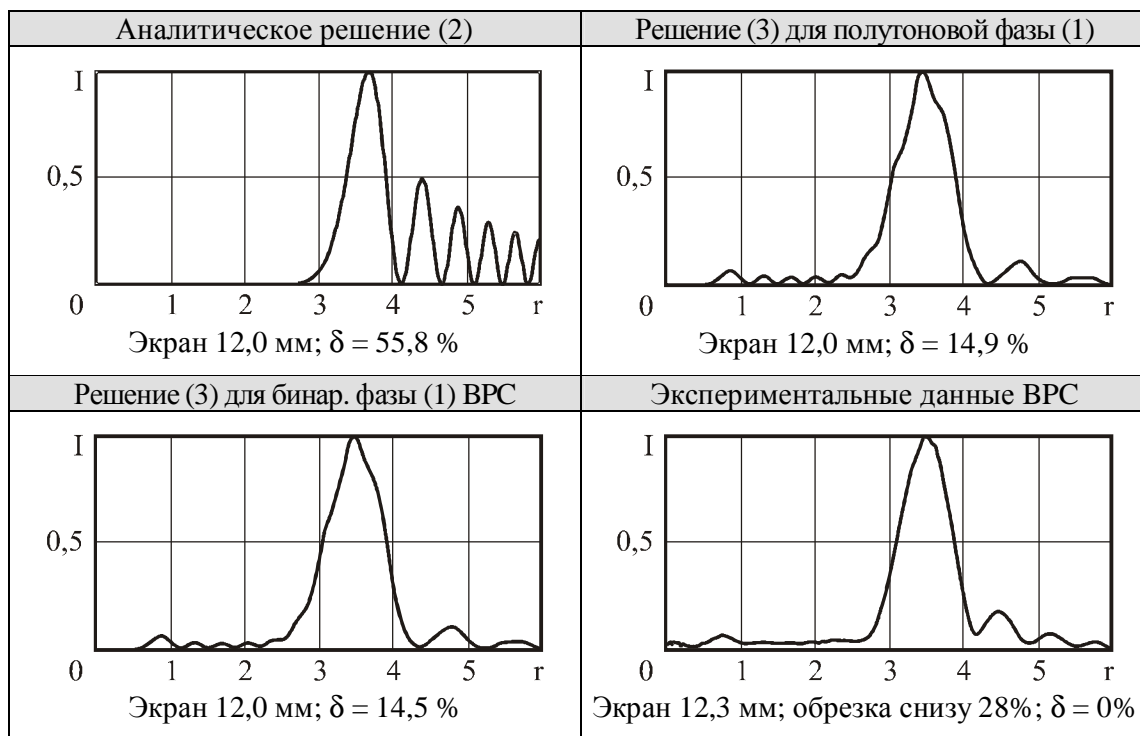 Аналитическое решение (2)
I
0,5
0 1 2 3 4 5 r
Экран 12,0 мм; δ = 55,8 %
Решение (3) для полутоновой фазы (1)
I
0,5
0 1 2 3 4 5 r
Экран 12,0 мм; δ = 14,9 %
Решение (3) для бинар. фазы (1) ВРС
I
0,5
0 1 2 3 4 5 r
Экран 12,0 мм; δ = 14,5 %
Экспериментальные данные ВРС
I
0,5
0 1 2 3 4 5 r
Экран 12,3 мм; обрезка снизу 28%; δ = 0%